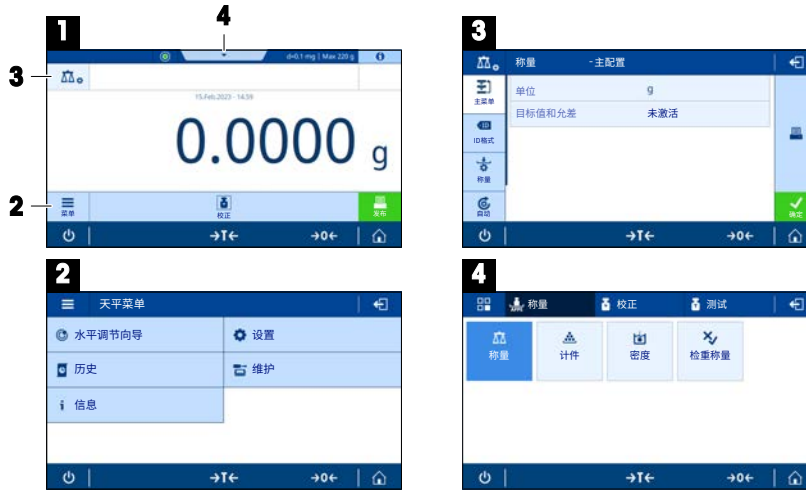 1
4
d=0.1 mg | Max 220 g
3
15.Feb.2023 - 14:59
0.0000 g
2
菜单
校正
发布
→T←
→0←
3
称量 -主配置
主菜单
单位 g
目标值和允差 未激活
ID
ID格式
称量
自动
确定
→T←
→0←
2
天平菜单
水平调节向导
设置
历史
维护
i 信息
→T←
→0←
4
称量
校正
测试
称量
计件
密度
检重称量
→T←
→0←